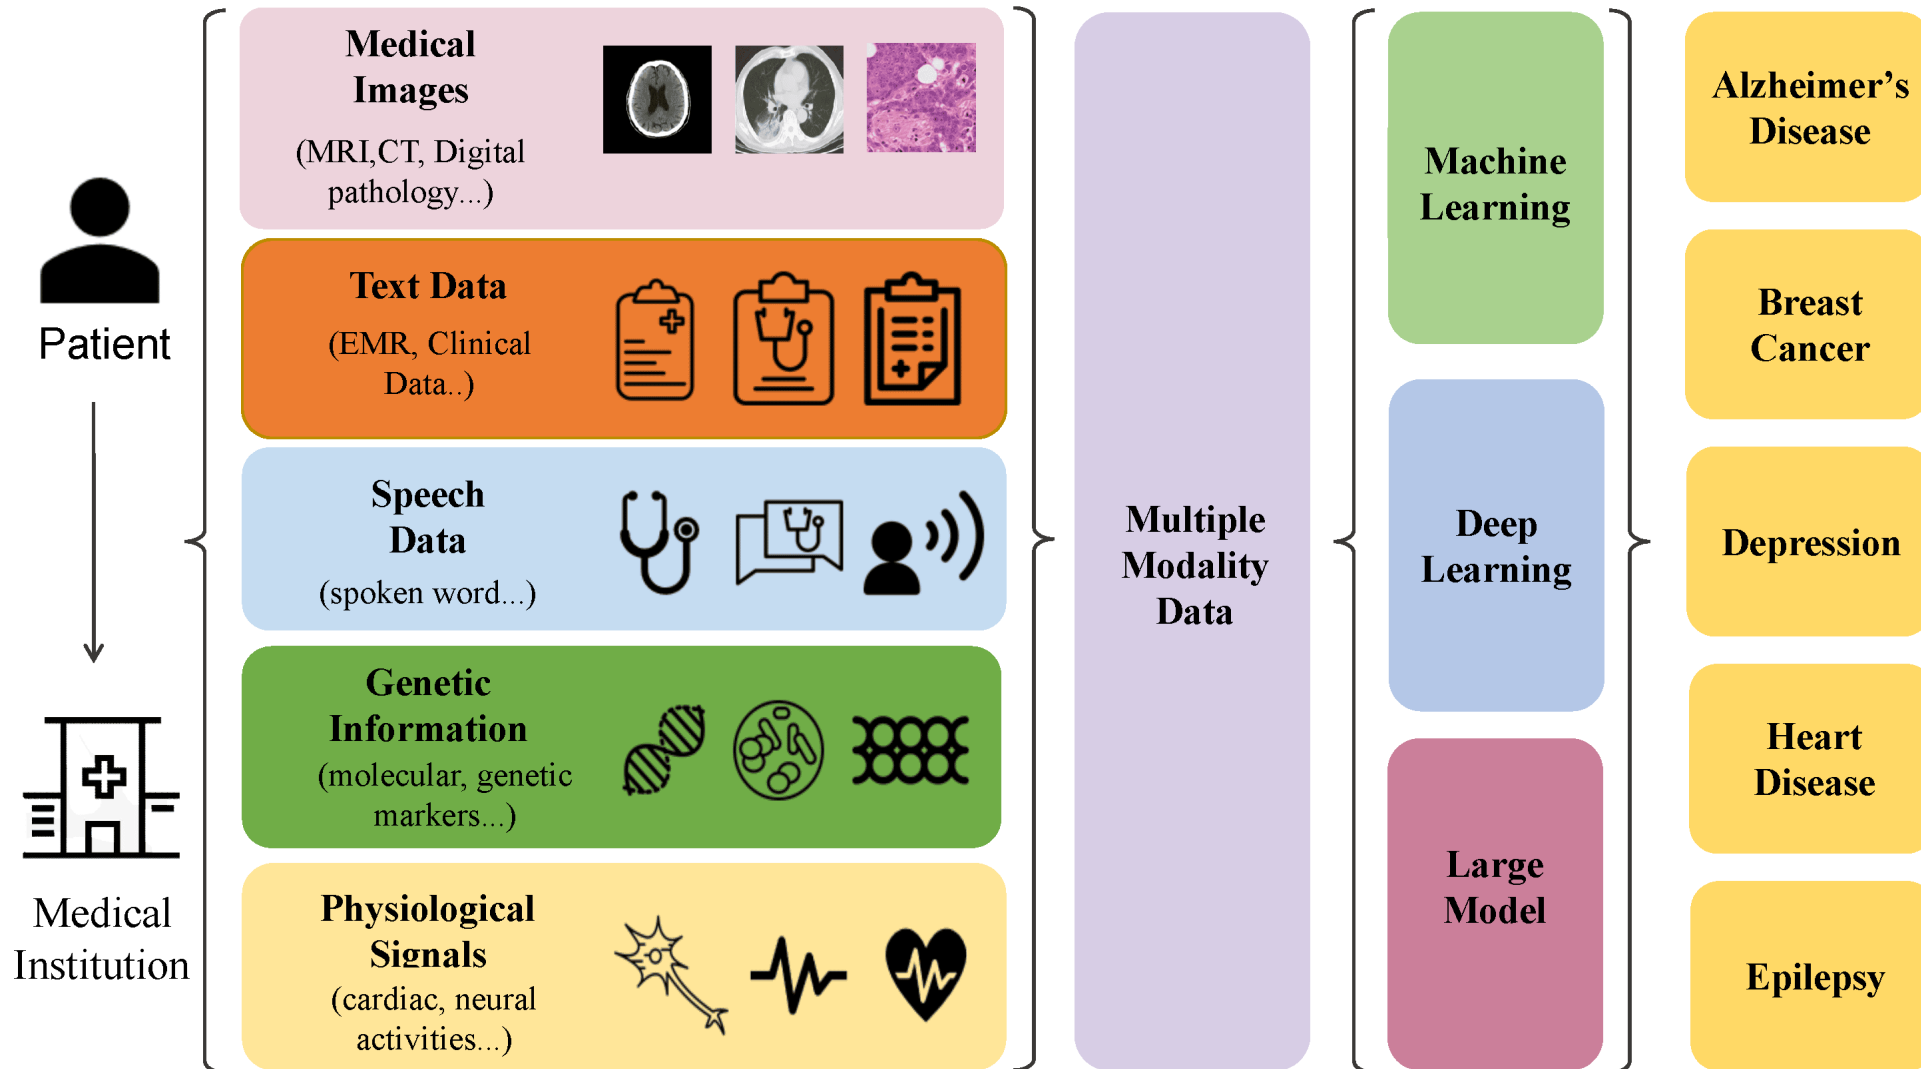 Patient
Medical
Institution
Medical
Images
(MRI,CT, Digital
pathology...)
Text Data
(EMR, Clinical
Data..)
Speech
Data
(spoken word...)
Genetic
Information
(molecular, genetic
markers...)
Physiological
Signals
(cardiac, neural
activities...)
Multiple
Modality
Data
Machine
Learning
Deep
Learning
Large
Model
Alzheimer’s
Disease
Breast
Cancer
Depression
Heart
Disease
Epilepsy